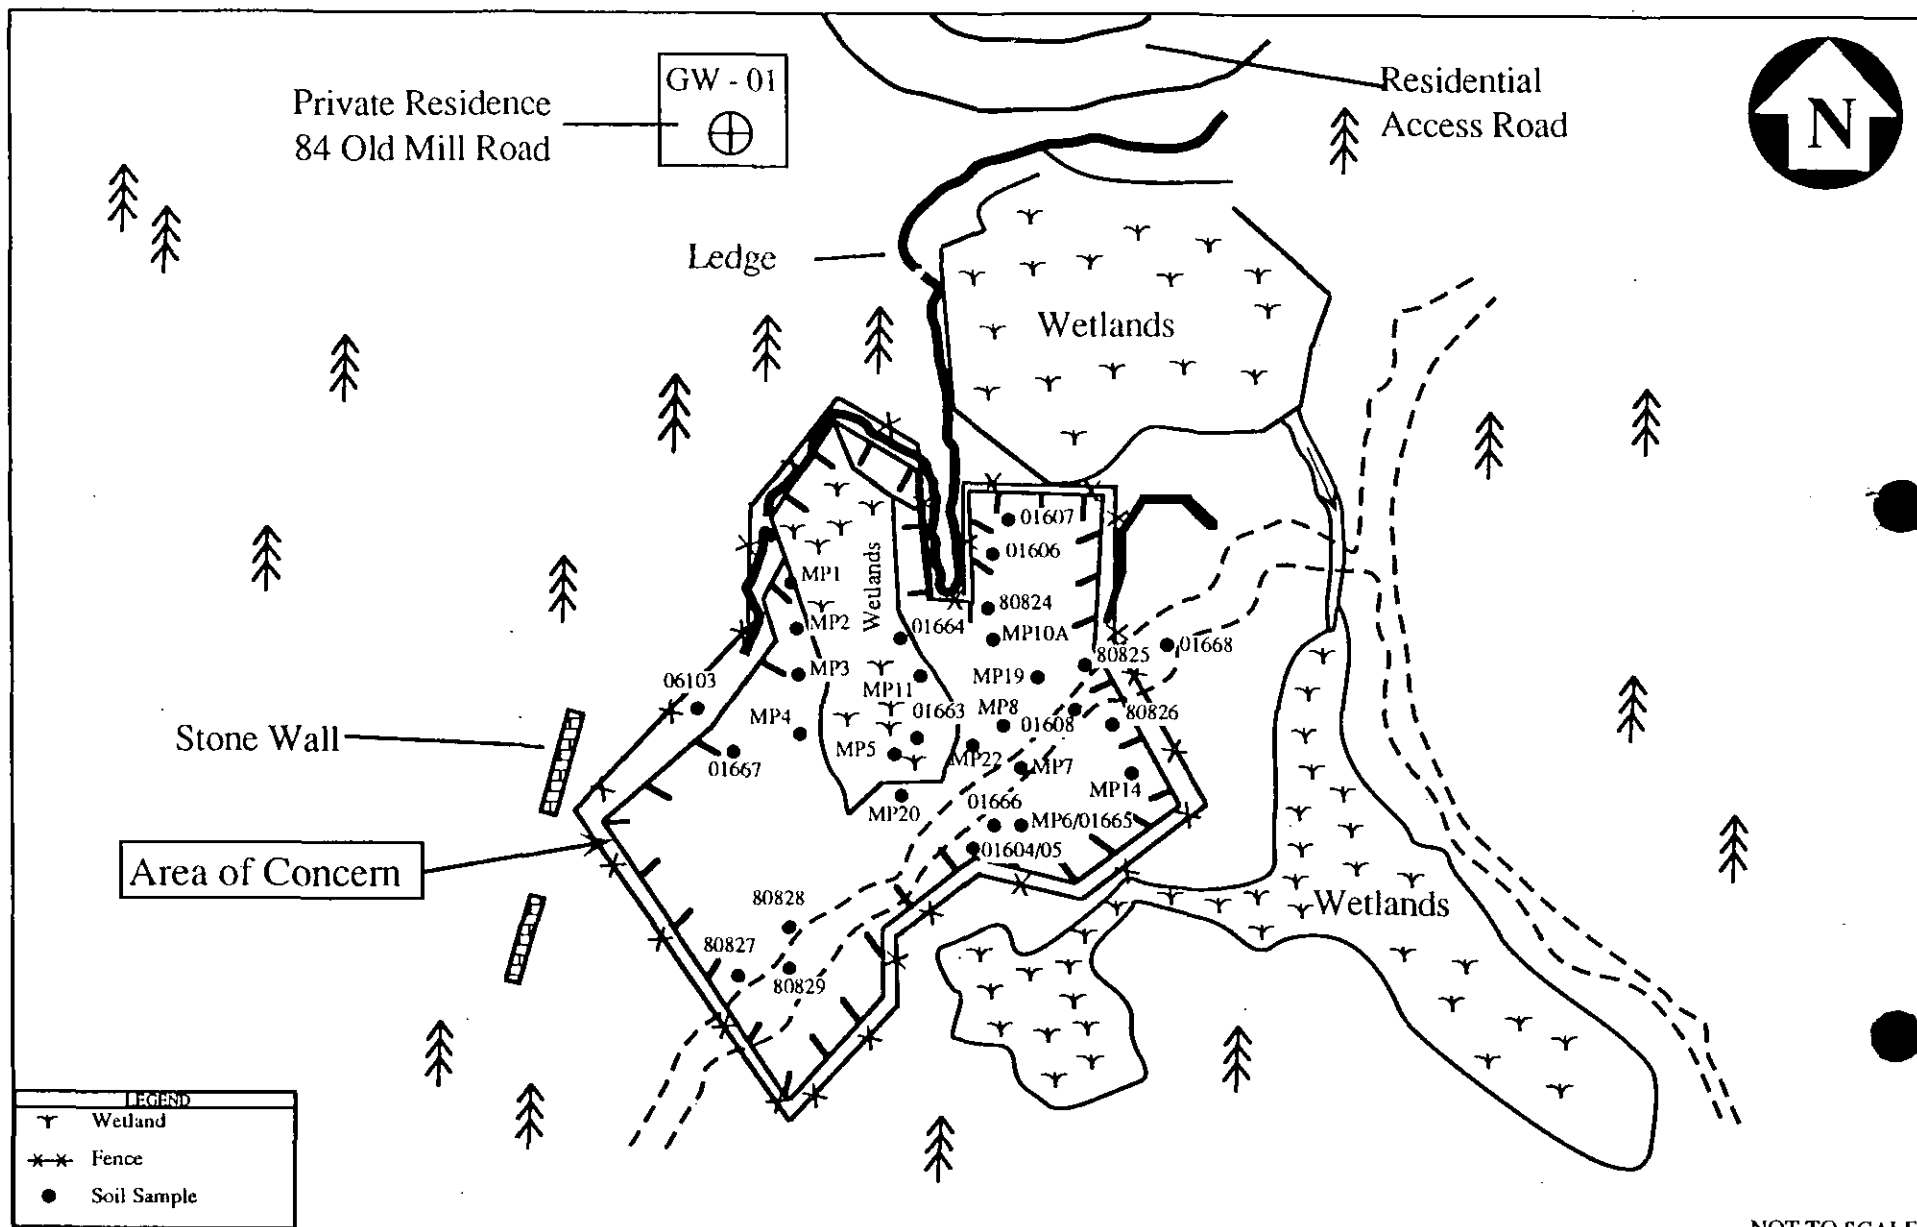 GW - 01
Private Residence
84 Old Mill Road
Residential
Access Road
N
Ledge
Wetlands
01607
01606
Wetlands
MP1
80824
MP2
01664
MP10A
80825
01668
MP3
06103
MP11
MP19
MP4
01663
MP8
01608
80826
Stone Wall
MP5
MP22
MP7
01667
MP14
MP20
01666
MP6/01665
01604/05
Area of Concern
80828
Wetlands
80827
80829
LEGEND
Wetland
Fence
Soil Sample
NOT TO SCALE